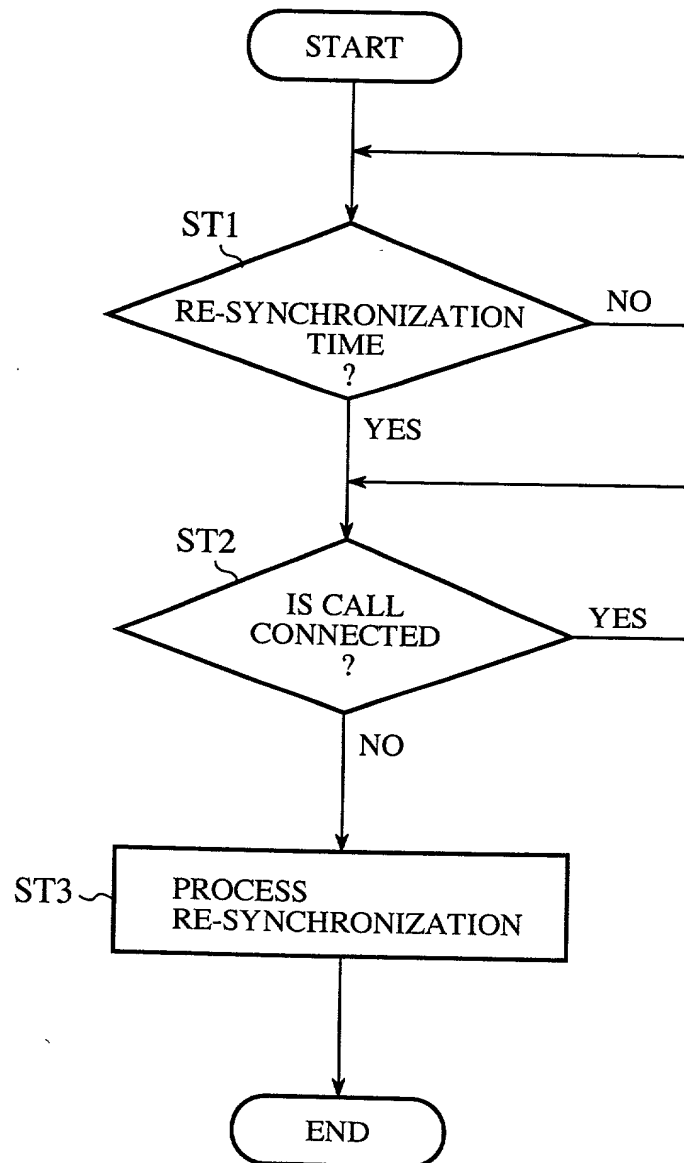 START
ST1
RE-SYNCHRONIZATION
TIME
?
NO
YES
ST2
IS CALL
CONNECTED
?
YES
NO
ST3
PROCESS
RE-SYNCHRONIZATION
END